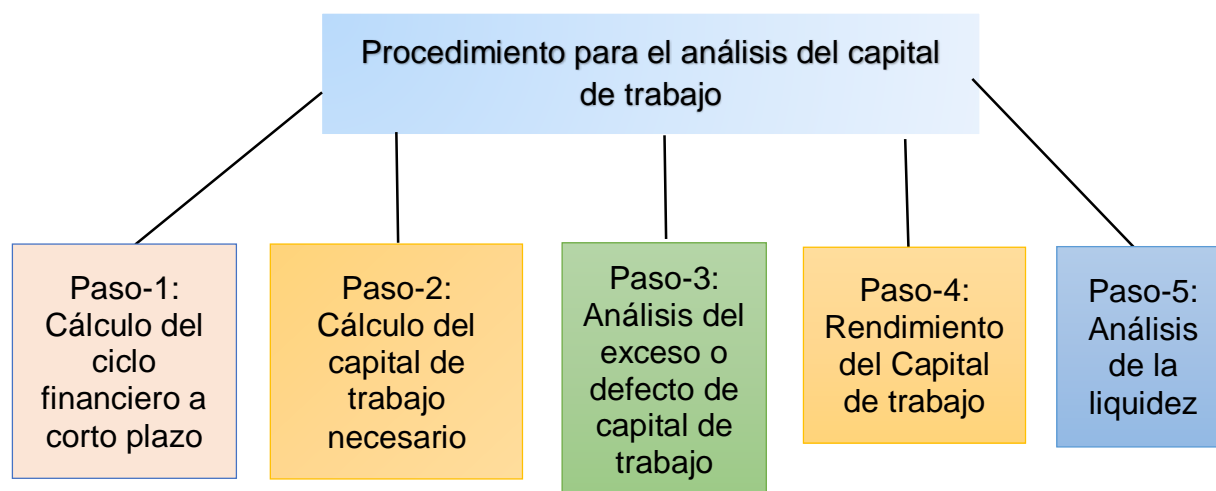 Procedimiento para el análisis del capital
de trabajo
Paso-1:
Cálculo del
ciclo
financiero a
corto plazo
Paso-2:
Cálculo del
capital de
trabajo
necesario
Paso-3:
Análisis del
exceso o
defecto de
capital de
trabajo
Paso-4:
Rendimiento
del Capital
de trabajo
Paso-5:
Análisis
de la
liquidez